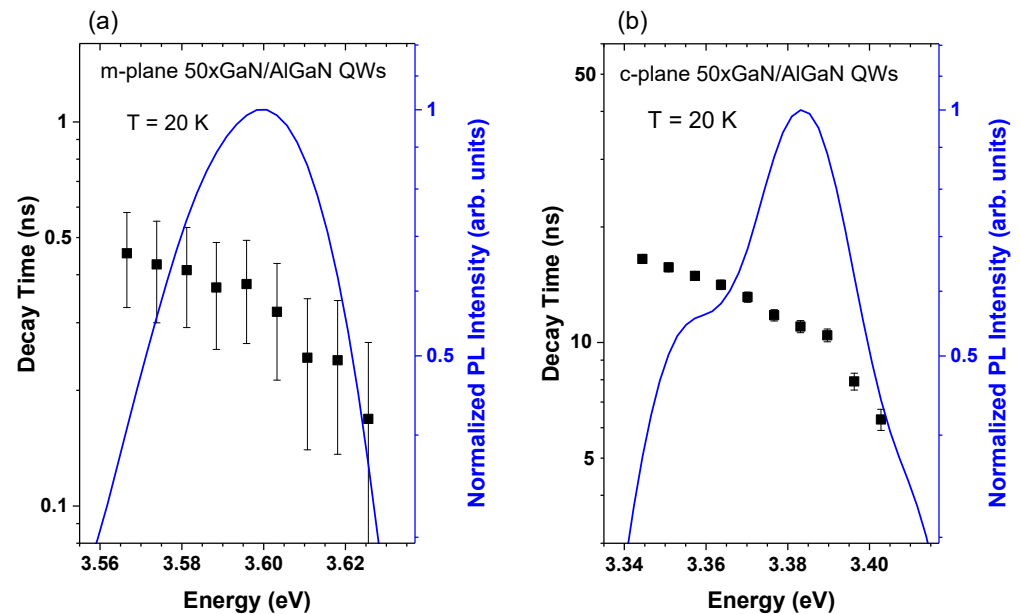 (a)
m-plane 50xGaN/AlGaN QWs
T = 20 K
1
0.5
0.1
Decay Time (ns)
1
0.5
Normalized PL Intensity (arb. units)
3.56 3.58 3.60 3.62
Energy (eV)
(b)
c-plane 50xGaN/AlGaN QWs
T = 20 K
50
10
5
Decay Time (ns)
1
0.5
Normalized PL Intensity (arb. units)
3.34 3.36 3.38 3.40
Energy (eV)